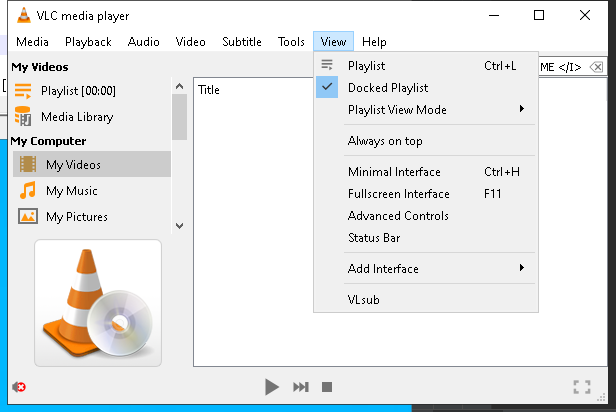 VLC media player
Media Playback Audio Video Subtitle Tools View Help
My Videos
Playlist [00:00]
Media Library
My Computer
My Videos
My Music
My Pictures
Title
ME </I>
Playlist Ctrl+L
Docked Playlist
Playlist View Mode
Always on top
Minimal Interface Ctrl+H
Fullscreen Interface F11
Advanced Controls
Status Bar
Add Interface
VLsub